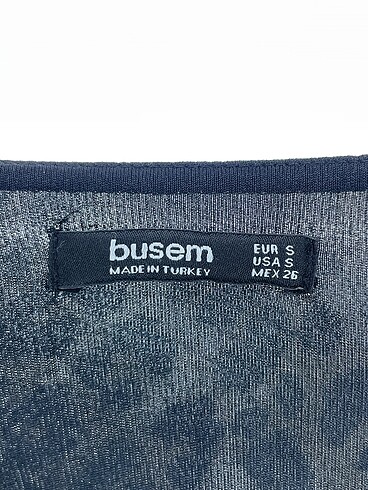 busem
MADE IN TURKEY
EUR S
USA S
MEX 26